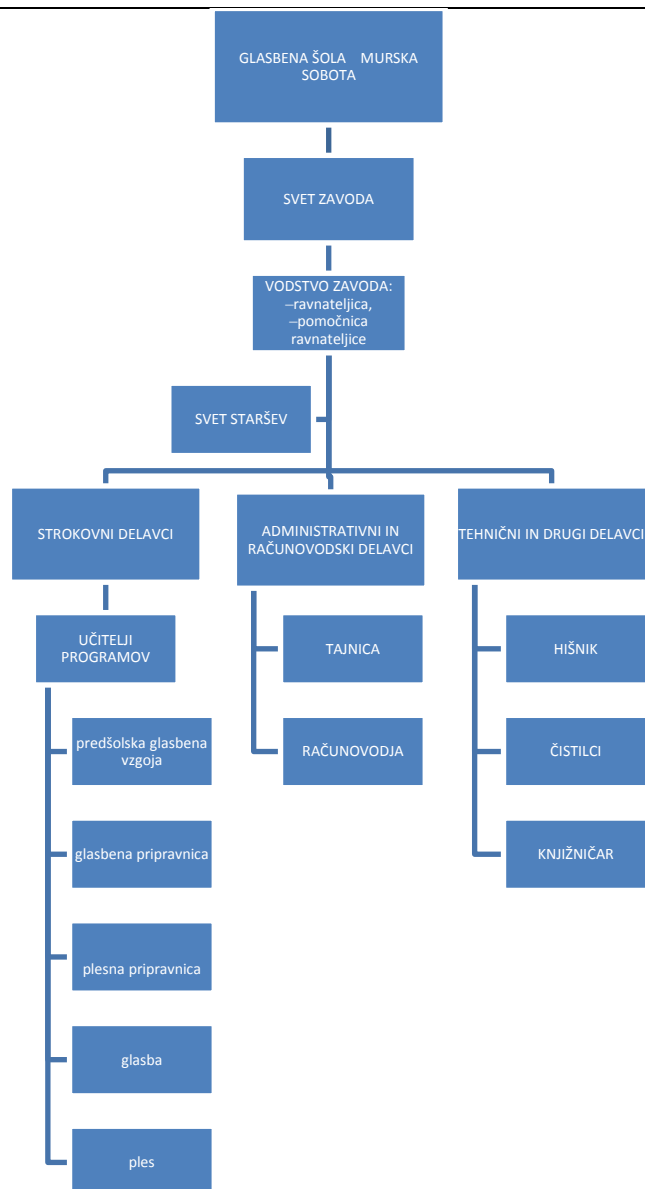 GLASBENA ŠOLA MURSKA
SOBOTA
SVET ZAVODA
VODSTVO ZAVODA:
–ravnateljica,
–pomočnica
ravnateljice
SVET STARŠEV
STROKOVNI DELAVCI
ADMINISTRATIVNI IN
RAČUNOVODSKI DELAVCI
TEHNIČNI IN DRUGI DELAVCI
UČITELJI
PROGRAMOV
TAJNICA
HIŠNIK
predšolska glasbena
vzgoja
RAČUNOVODJA
ČISTILCI
glasbena pripravnica
KNJIŽNIČAR
plesna pripravnica
glasba
ples